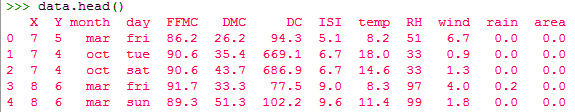 >>> data.head()
X Y month day FFMC DMC DC ISI temp RH wind rain area
0 7 5 mar fri 86.2 26.2 94.3 5.1 8.2 51 6.7 0.0 0.0
1 7 4 oct tue 90.6 35.4 669.1 6.7 18.0 33 0.9 0.0 0.0
2 7 4 oct sat 90.6 43.7 686.9 6.7 14.6 33 1.3 0.0 0.0
3 8 6 mar fri 91.7 33.3 77.5 9.0 8.3 97 4.0 0.2 0.0
4 8 6 mar sun 89.3 51.3 102.2 9.6 11.4 99 1.8 0.0 0.0